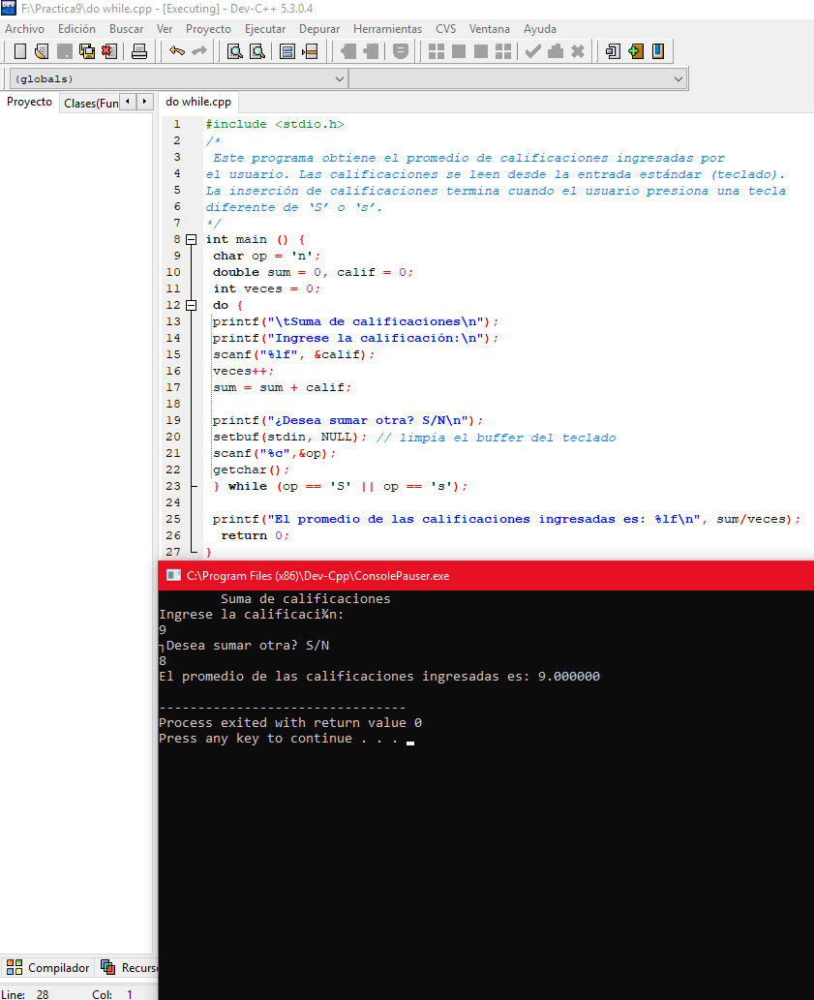 F:\Practica9\do while.cpp - [Executing] - Dev-C++ 5.3.0.4
Archivo Edición Buscar Ver Proyecto Ejecutar Depurar Herramientas CVS Ventana Ayuda
(globals)
Proyecto Clases(Fun do while.cpp
1 #include <stdio.h>
2 /*
3 Este programa obtiene el promedio de calificaciones ingresadas por
4 el usuario. Las calificaciones se leen desde la entrada estándar (teclado).
5 La inserción de calificaciones termina cuando el usuario presiona una tecla
6 diferente de ‘S’ o ‘s’.
7 */
8 int main () {
9 char op = 'n';
10 double sum = 0, calif = 0;
11 int veces = 0;
12 do {
13 printf("\tSuma de calificaciones\n");
14 printf("Ingrese la calificación:\n");
15 scanf("%lf", &calif);
16 veces++;
17 sum = sum + calif;
18
19 printf("¿Desea sumar otra? S/N\n");
20 setbuf(stdin, NULL); // limpia el buffer del teclado
21 scanf("%c",&op);
22 getchar();
23 } while (op == 'S' || op == 's');
24
25 printf("El promedio de las calificaciones ingresadas es: %lf\n", sum/veces);
26 return 0;
27 }
C:\Program Files (x86)\Dev-Cpp\ConsolePauser.exe
Suma de calificaciones
Ingrese la calificaci¾n:
9
┐Desea sumar otra? S/N
8
El promedio de las calificaciones ingresadas es: 9.000000
--------------------------------
Process exited with return value 0
Press any key to continue . . .
Compilador Recurs
Line: 28 Col: 1